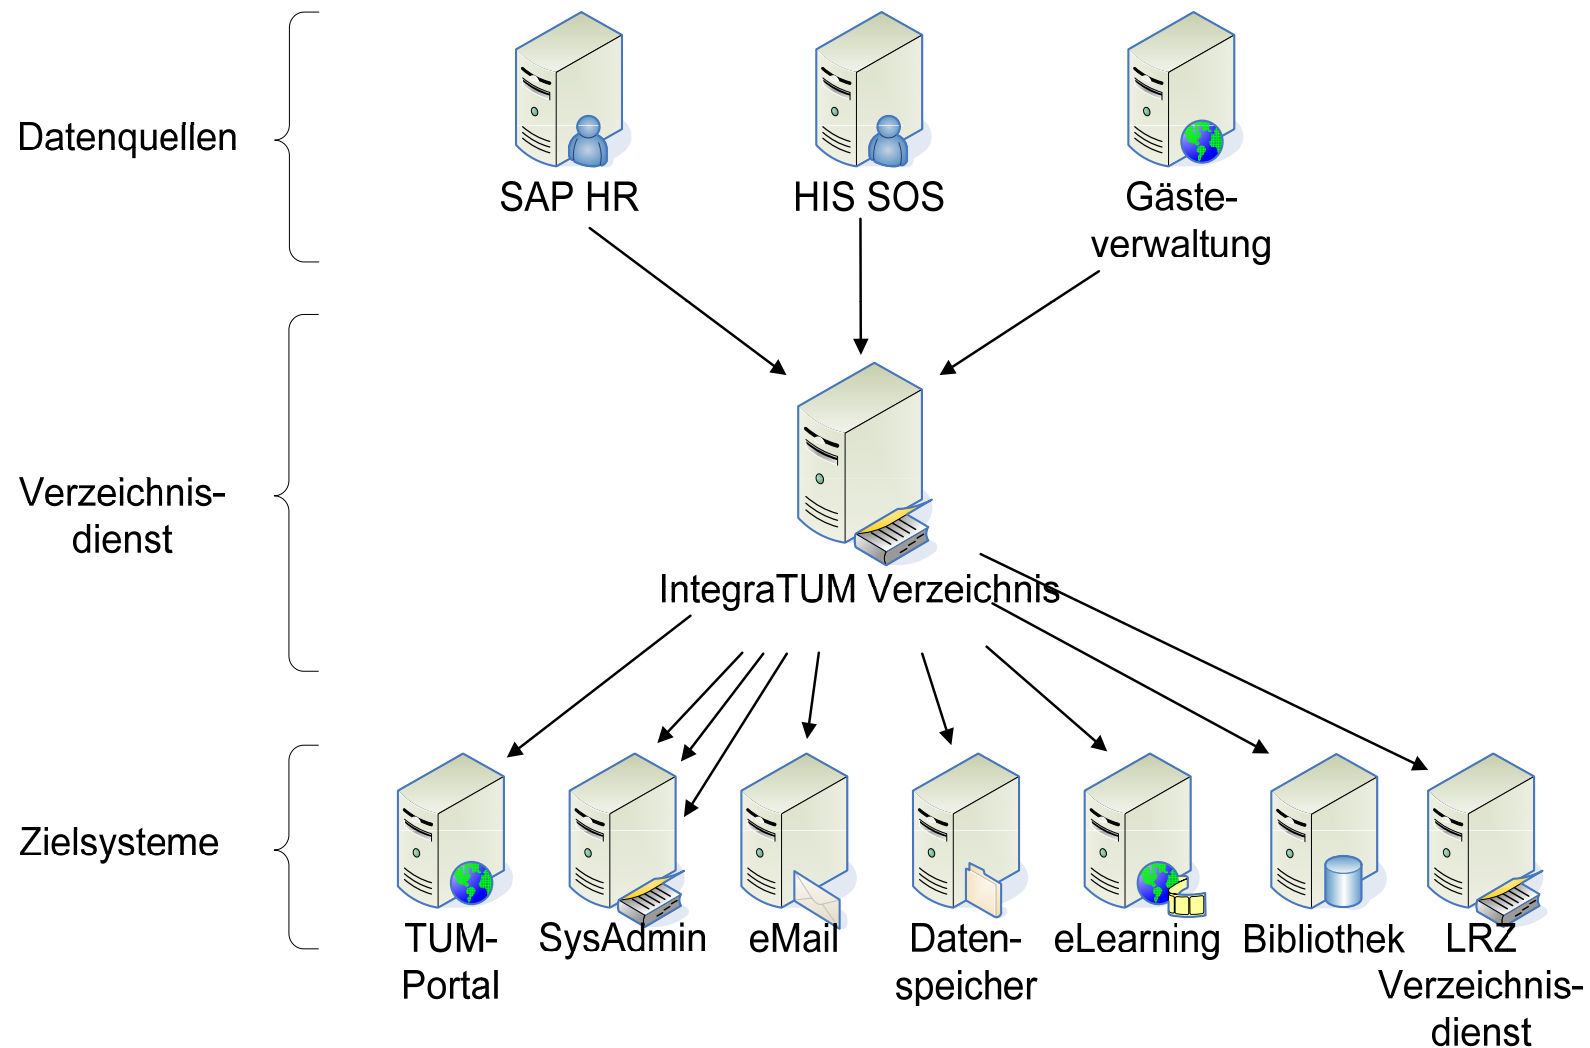 Datenquellen
SAP HR
HIS SOS
Gäste-
verwaltung
Verzeichnis-
dienst
IntegraTUM Verzeichnis
Zielsysteme
TUM-
Portal
SysAdmin
eMail
Daten-
speicher
eLearning
Bibliothek
LRZ
Verzeichnis-
dienst